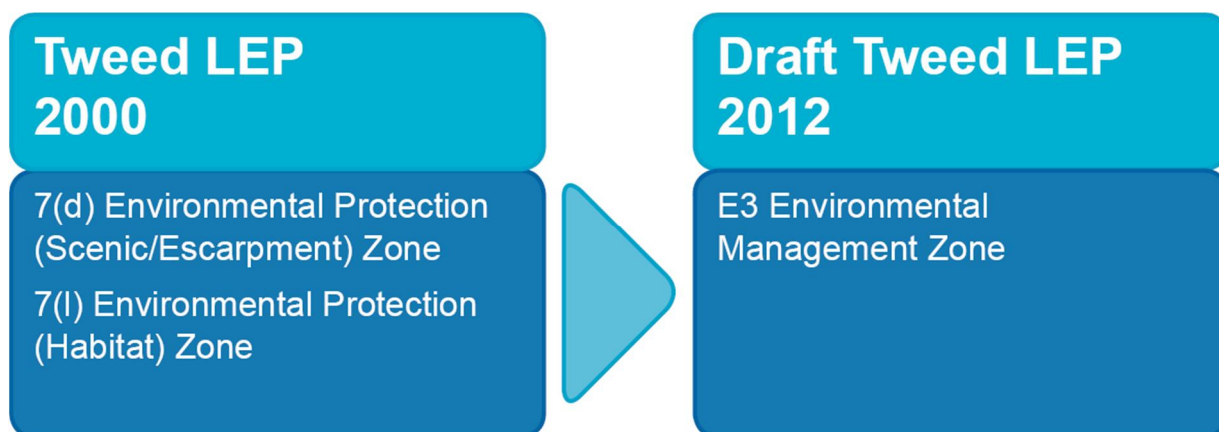 Tweed LEP
2000
7(d) Environmental Protection
(Scenic/Escarpment) Zone
7(l) Environmental Protection
(Habitat) Zone
Draft Tweed LEP
2012
E3 Environmental
Management Zone